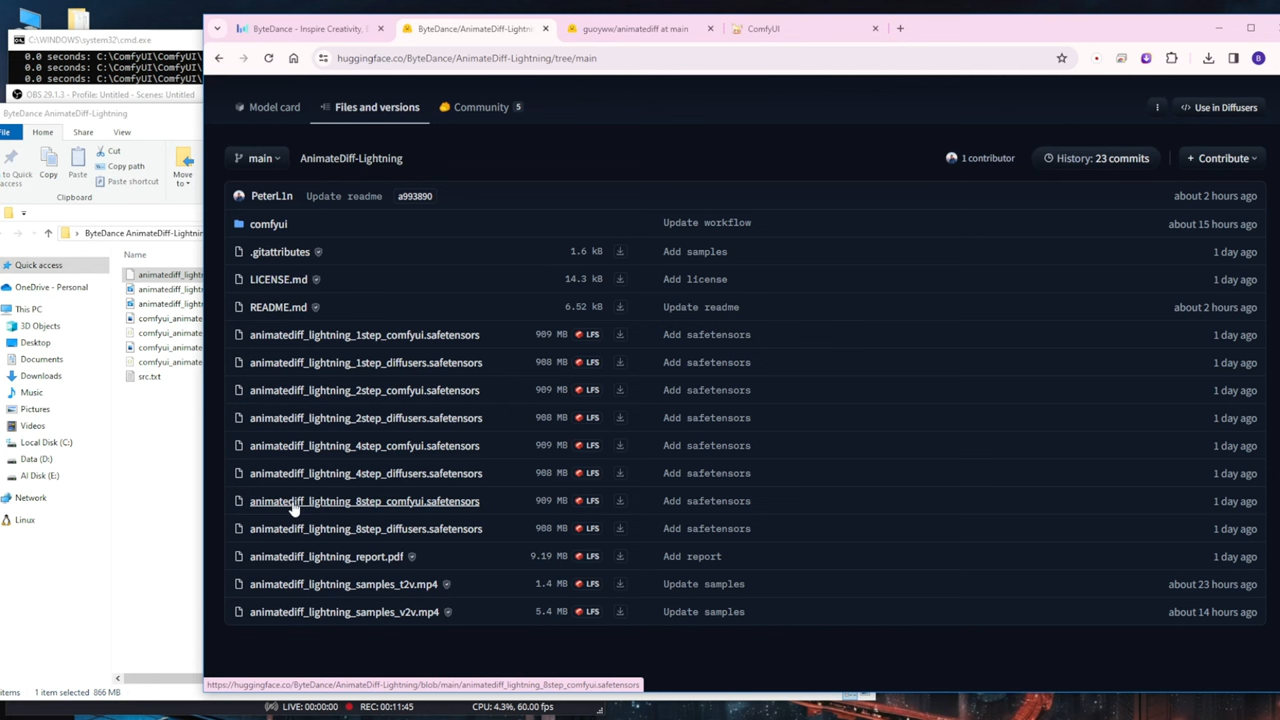 C:\WINDOWS\system32\cmd.exe
0.0 seconds: C:\ComfyUI\
0.0 seconds: C:\ComfyUI\
0.0 seconds: C:\ComfyUI\
OBS 29.1.3 - Profile: Untitled - Scenes: Untitled
ByteDance AnimateDiff-Lightning
File Home Share View
Pin to Quick access
Copy
Paste
Cut
Copy path
Paste shortcut
Move to
Clipboard
ByteDance AnimateDiff-Lightnin
Quick access
OneDrive - Personal
This PC
3D Objects
Desktop
Documents
Downloads
Music
Pictures
Videos
Local Disk (C:)
Data (D:)
AI Disk (E:)
Network
Linux
Name
animatediff_lightn
animatediff_lightn
animatediff_lightn
comfyui_animate
comfyui_animate
comfyui_animate
comfyui_animate
src.txt
items 1 item selected 866 MB
ByteDance - Inspire Creativity,
ByteDance/AnimateDiff-Lightnin
guoyww/animatediff at main
ComfyUI
huggingface.co/ByteDance/AnimateDiff-Lightning/tree/main
B
Model card Files and versions Community 5
Use in Diffusers
main AnimateDiff-Lightning 1 contributor History: 23 commits Contribute
PeterL1n Update readme a993890 about 2 hours ago
comfyui Update workflow about 15 hours ago
.gitattributes 1.6 kB Add samples 1 day ago
LICENSE.md 14.3 kB Add license 1 day ago
README.md 6.52 kB Update readme about 2 hours ago
animatediff_lightning_1step_comfyui.safetensors 909 MB LFS Add safetensors 1 day ago
animatediff_lightning_1step_diffusers.safetensors 908 MB LFS Add safetensors 1 day ago
animatediff_lightning_2step_comfyui.safetensors 909 MB LFS Add safetensors 1 day ago
animatediff_lightning_2step_diffusers.safetensors 908 MB LFS Add safetensors 1 day ago
animatediff_lightning_4step_comfyui.safetensors 909 MB LFS Add safetensors 1 day ago
animatediff_lightning_4step_diffusers.safetensors 908 MB LFS Add safetensors 1 day ago
animatediff_lightning_8step_comfyui.safetensors 909 MB LFS Add safetensors 1 day ago
animatediff_lightning_8step_diffusers.safetensors 908 MB LFS Add safetensors 1 day ago
animatediff_lightning_report.pdf 9.19 MB LFS Add report 1 day ago
animatediff_lightning_samples_t2v.mp4 1.4 MB LFS Update samples about 23 hours ago
animatediff_lightning_samples_v2v.mp4 5.4 MB LFS Update samples about 14 hours ago
https://huggingface.co/ByteDance/AnimateDiff-Lightning/blob/main/animatediff_lightning_8step_comfyui.safetensors
LIVE: 00:00:00 REC: 00:11:45 CPU: 4.3%, 60.00 fps